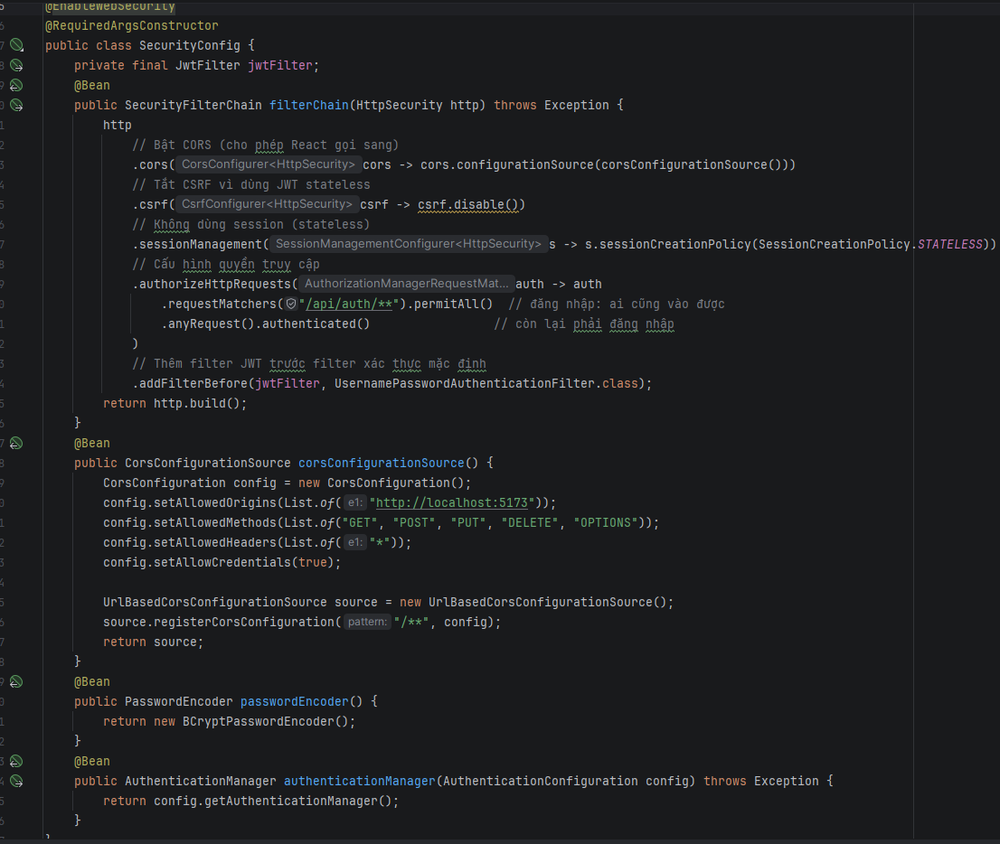 @EnableWebSecurity
@RequiredArgsConstructor
public class SecurityConfig {
private final JwtFilter jwtFilter;
@Bean
public SecurityFilterChain filterChain(HttpSecurity http) throws Exception {
http
// Bật CORS (cho phép React gọi sang)
.cors( CorsConfigurer<HttpSecurity> cors -> cors.configurationSource(corsConfigurationSource()))
// Tắt CSRF vì dùng JWT stateless
.csrf( CsrfConfigurer<HttpSecurity> csrf -> csrf.disable())
// Không dùng session (stateless)
.sessionManagement( SessionManagementConfigurer<HttpSecurity> s -> s.sessionCreationPolicy(SessionCreationPolicy.STATELESS))
// Cấu hình quyền truy cập
.authorizeHttpRequests( AuthorizationManagerRequestMat... auth -> auth
.requestMatchers( "/api/auth/**").permitAll() // đăng nhập: ai cũng vào được
.anyRequest().authenticated() // còn lại phải đăng nhập
)
// Thêm filter JWT trước filter xác thực mặc định
.addFilterBefore(jwtFilter, UsernamePasswordAuthenticationFilter.class);
return http.build();
}
@Bean
public CorsConfigurationSource corsConfigurationSource() {
CorsConfiguration config = new CorsConfiguration();
config.setAllowedOrigins(List.of( e1: "http://localhost:5173"));
config.setAllowedMethods(List.of("GET", "POST", "PUT", "DELETE", "OPTIONS"));
config.setAllowedHeaders(List.of( e1: "*"));
config.setAllowCredentials(true);
UrlBasedCorsConfigurationSource source = new UrlBasedCorsConfigurationSource();
source.registerCorsConfiguration( pattern: "/**", config);
return source;
}
@Bean
public PasswordEncoder passwordEncoder() {
return new BCryptPasswordEncoder();
}
@Bean
public AuthenticationManager authenticationManager(AuthenticationConfiguration config) throws Exception {
return config.getAuthenticationManager();
}
}